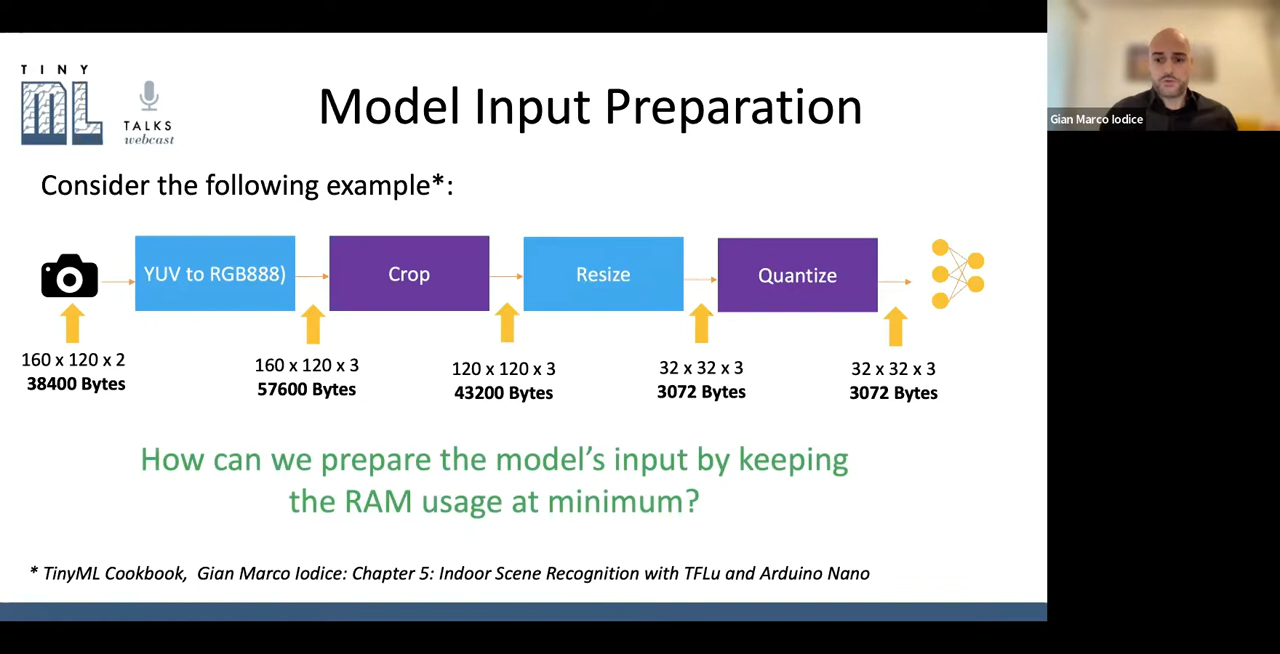 TINY
ML
TALKS
webcast
Model Input Preparation
Gian Marco Iodice
Consider the following example*:
YUV to RGB888)
Crop
Resize
Quantize
160 x 120 x 2
38400 Bytes
160 x 120 x 3
57600 Bytes
120 x 120 x 3
43200 Bytes
32 x 32 x 3
3072 Bytes
32 x 32 x 3
3072 Bytes
How can we prepare the model’s input by keeping
the RAM usage at minimum?
* TinyML Cookbook, Gian Marco Iodice: Chapter 5: Indoor Scene Recognition with TFLu and Arduino Nano